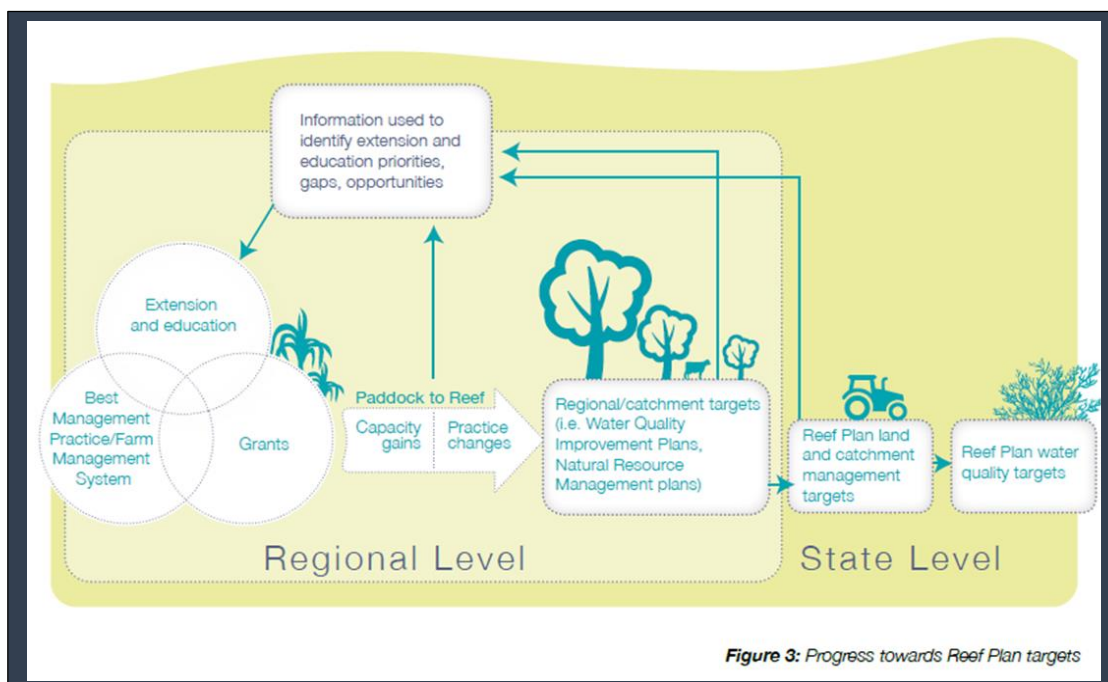 Information used to
identify extension and
education priorities,
gaps, opportunities
Extension
and education
Best
Management
Practice/Farm
Management
System
Grants
Paddock to Reef
Capacity
gains
Practice
changes
Regional/catchment targets
(i.e. Water Quality
Improvement Plans,
Natural Resource
Management plans)
Reef Plan land
and catchment
management
targets
Reef Plan water
quality targets
Regional Level
State Level
Figure 3: Progress towards Reef Plan targets